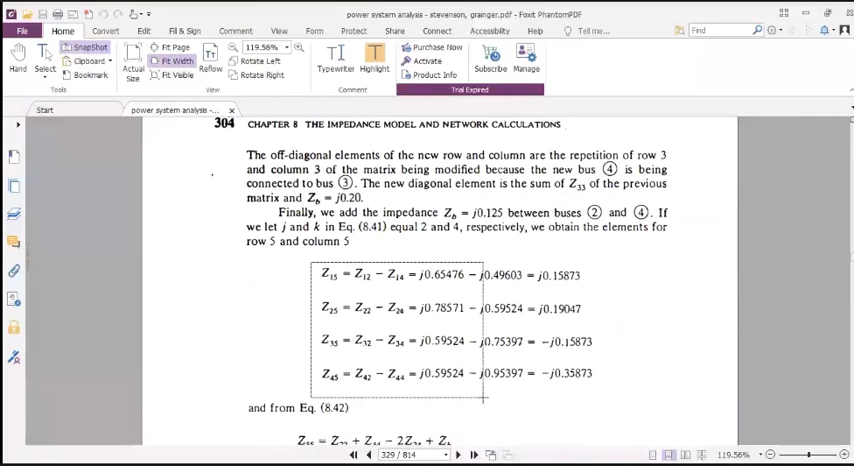 power system analysis - stevenson, grainger.pdf - Foxit PhantomPDF
File Home Convert Edit Fill & Sign Comment View Form Protect Share Connect Accessibility Help Tell me... Find
Hand
Select
SnapShot
Clipboard
Bookmark
Tools
Actual Size
Fit Page
Fit Width
Fit Visible
Reflow
119.56%
Rotate Left
Rotate Right
View
Typewriter
Highlight
Comment
Purchase Now
Activate
Product Info
Subscribe
Manage
Trial Expired
Start
power system analysis -...
304 CHAPTER 8 THE IMPEDANCE MODEL AND NETWORK CALCULATIONS
The off-diagonal elements of the new row and column are the repetition of row 3
and column 3 of the matrix being modified because the new bus ④ is being
connected to bus ③. The new diagonal element is the sum of Z₃₃ of the previous
matrix and Z_b = j0.20.
Finally, we add the impedance Z_b = j0.125 between buses ② and ④. If
we let j and k in Eq. (8.41) equal 2 and 4, respectively, we obtain the elements for
row 5 and column 5
Z₁₅ = Z₁₂ − Z₁₄ = j0.65476 − j0.49603 = j0.15873
Z₂₅ = Z₂₂ − Z₂₄ = j0.78571 − j0.59524 = j0.19047
Z₃₅ = Z₃₂ − Z₃₄ = j0.59524 − j0.75397 = −j0.15873
Z₄₅ = Z₄₂ − Z₄₄ = j0.59524 − j0.95397 = −j0.35873
and from Eq. (8.42)
Z₅₅ = Z₂₂ + Z₄₄ − 2Z₂₄ + Z_b
329 / 814
119.56%